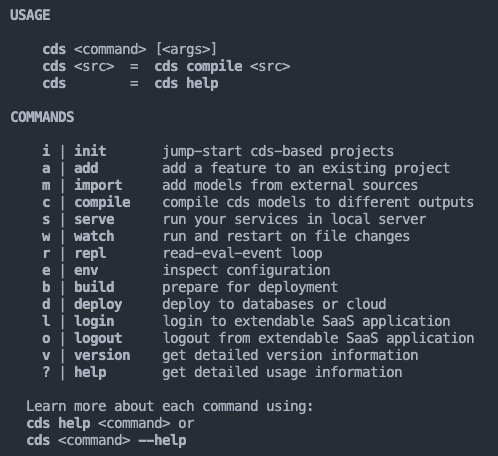 USAGE
cds <command> [<args>]
cds <src>  =  cds compile <src>
cds        =  cds help
COMMANDS
i | init       jump-start cds-based projects
a | add        add a feature to an existing project
m | import     add models from external sources
c | compile    compile cds models to different outputs
s | serve      run your services in local server
w | watch      run and restart on file changes
r | repl       read-eval-event loop
e | env        inspect configuration
b | build      prepare for deployment
d | deploy     deploy to databases or cloud
l | login      login to extendable SaaS application
o | logout     logout from extendable SaaS application
v | version    get detailed version information
? | help       get detailed usage information
Learn more about each command using:
cds help <command> or
cds <command> --help